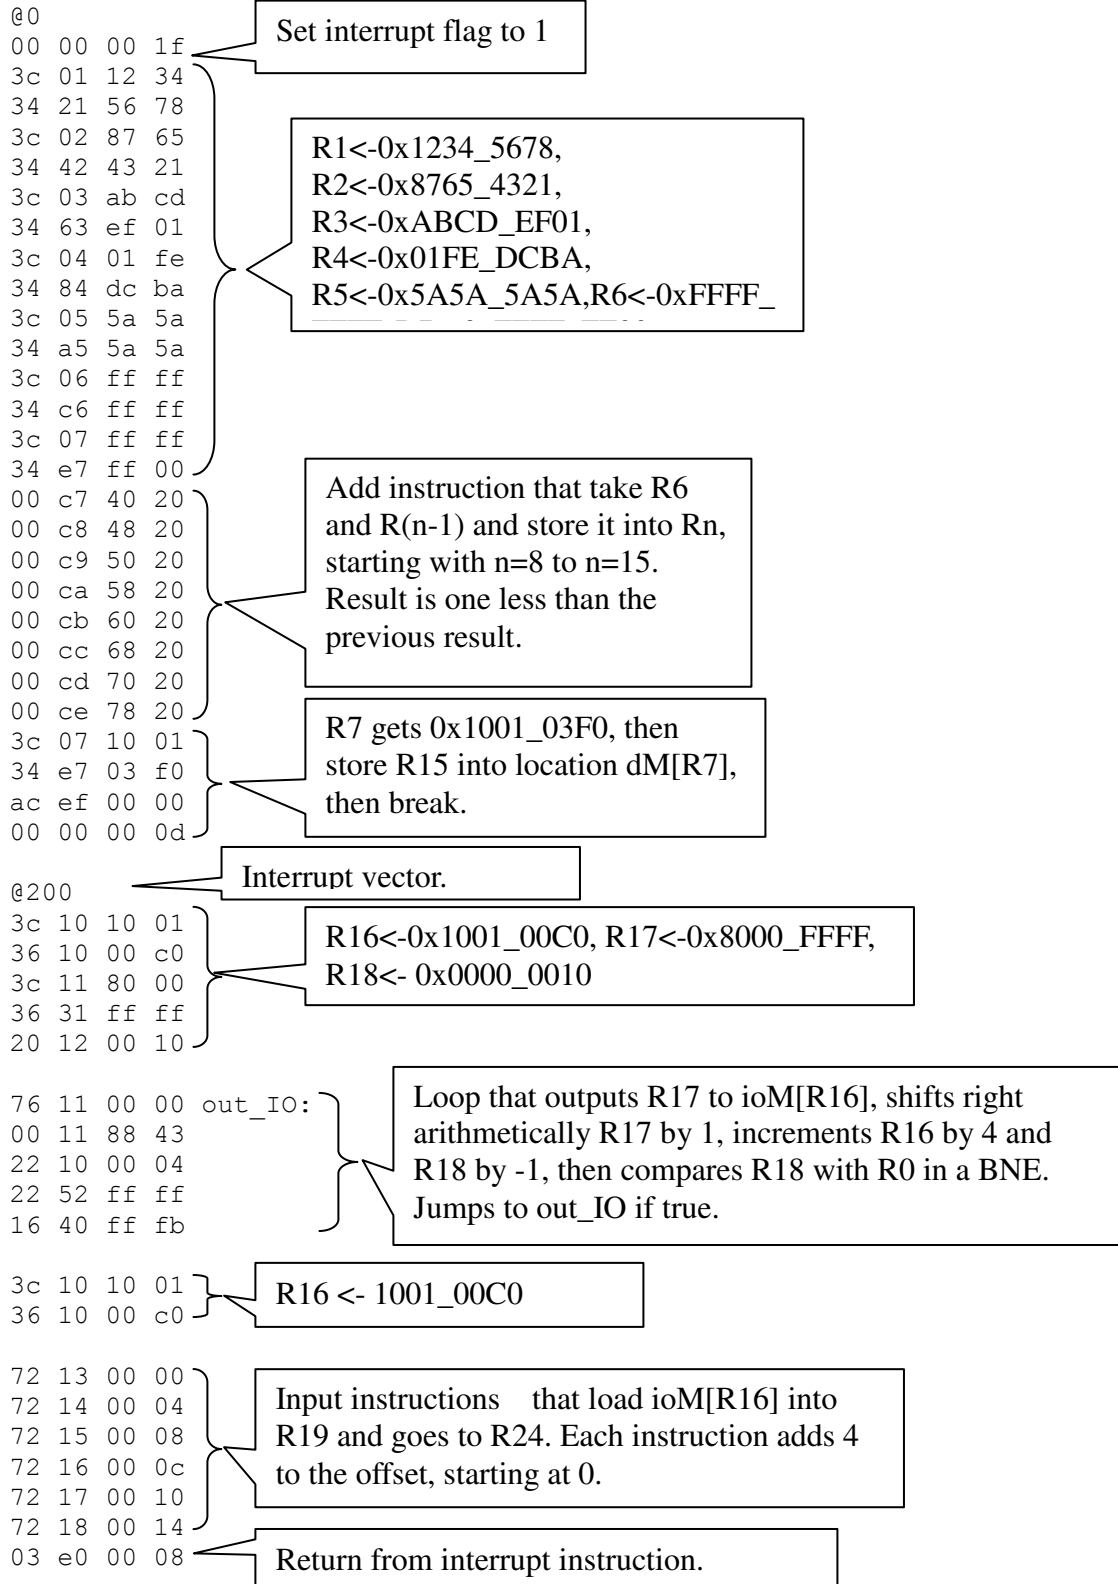 @0
00 00 00 1f
Set interrupt flag to 1
3c 01 12 34
34 21 56 78
3c 02 87 65
34 42 43 21
3c 03 ab cd
34 63 ef 01
3c 04 01 fe
34 84 dc ba
3c 05 5a 5a
34 a5 5a 5a
3c 06 ff ff
34 c6 ff ff
3c 07 ff ff
34 e7 ff 00
R1<-0x1234_5678,
R2<-0x8765_4321,
R3<-0xABCD_EF01,
R4<-0x01FE_DCBA,
R5<-0x5A5A_5A5A,R6<-0xFFFF_
00 c7 40 20
00 c8 48 20
00 c9 50 20
00 ca 58 20
00 cb 60 20
00 cc 68 20
00 cd 70 20
00 ce 78 20
Add instruction that take R6
and R(n-1) and store it into Rn,
starting with n=8 to n=15.
Result is one less than the
previous result.
3c 07 10 01
34 e7 03 f0
ac ef 00 00
00 00 00 0d
R7 gets 0x1001_03F0, then
store R15 into location dM[R7],
then break.
@200
Interrupt vector.
3c 10 10 01
36 10 00 c0
3c 11 80 00
36 31 ff ff
20 12 00 10
R16<-0x1001_00C0, R17<-0x8000_FFFF,
R18<- 0x0000_0010
76 11 00 00 out_IO:
00 11 88 43
22 10 00 04
22 52 ff ff
16 40 ff fb
Loop that outputs R17 to ioM[R16], shifts right
arithmetically R17 by 1, increments R16 by 4 and
R18 by -1, then compares R18 with R0 in a BNE.
Jumps to out_IO if true.
3c 10 10 01
36 10 00 c0
R16 <- 1001_00C0
72 13 00 00
72 14 00 04
72 15 00 08
72 16 00 0c
72 17 00 10
72 18 00 14
Input instructions that load ioM[R16] into
R19 and goes to R24. Each instruction adds 4
to the offset, starting at 0.
03 e0 00 08
Return from interrupt instruction.